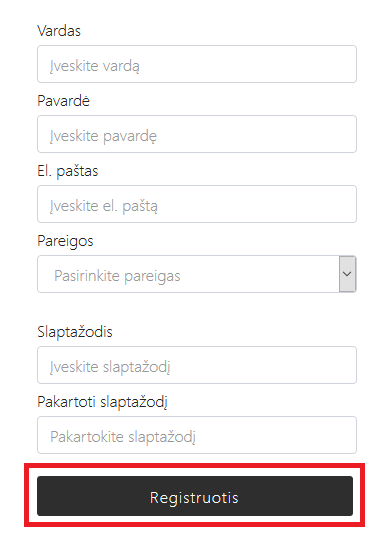 Vardas
Įveskite vardą
Pavardė
Įveskite pavardę
El. paštas
Įveskite el. paštą
Pareigos
Pasirinkite pareigas
Slaptažodis
Įveskite slaptažodį
Pakartoti slaptažodį
Pakartokite slaptažodį
Registruotis